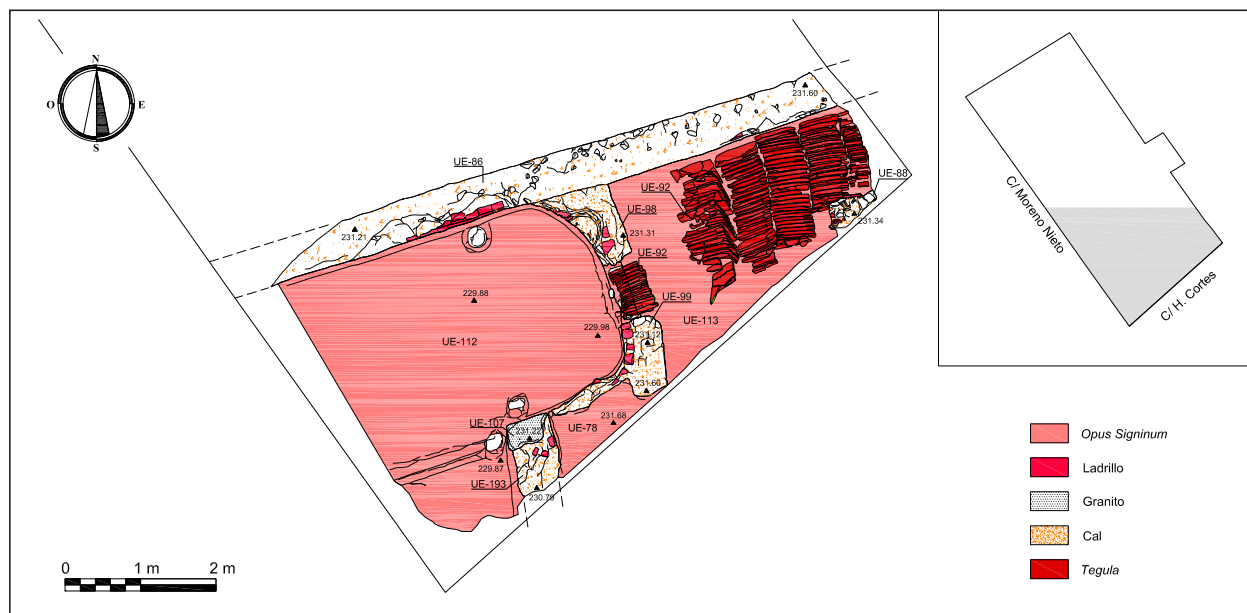 N
O
E
S
231.60
UE-86
UE-88
UE-92
231.34
UE-98
231.21
231.31
UE-92
229.88
UE-99
UE-113
229.98
231.12
UE-112
231.60
231.68
UE-107
UE-78
231.22
229.87
UE-193
230.79
0
1 m
2 m
C/ Moreno Nieto
C/ H. Cortes
Opus Signinum
Ladrillo
Granito
Cal
Tegula